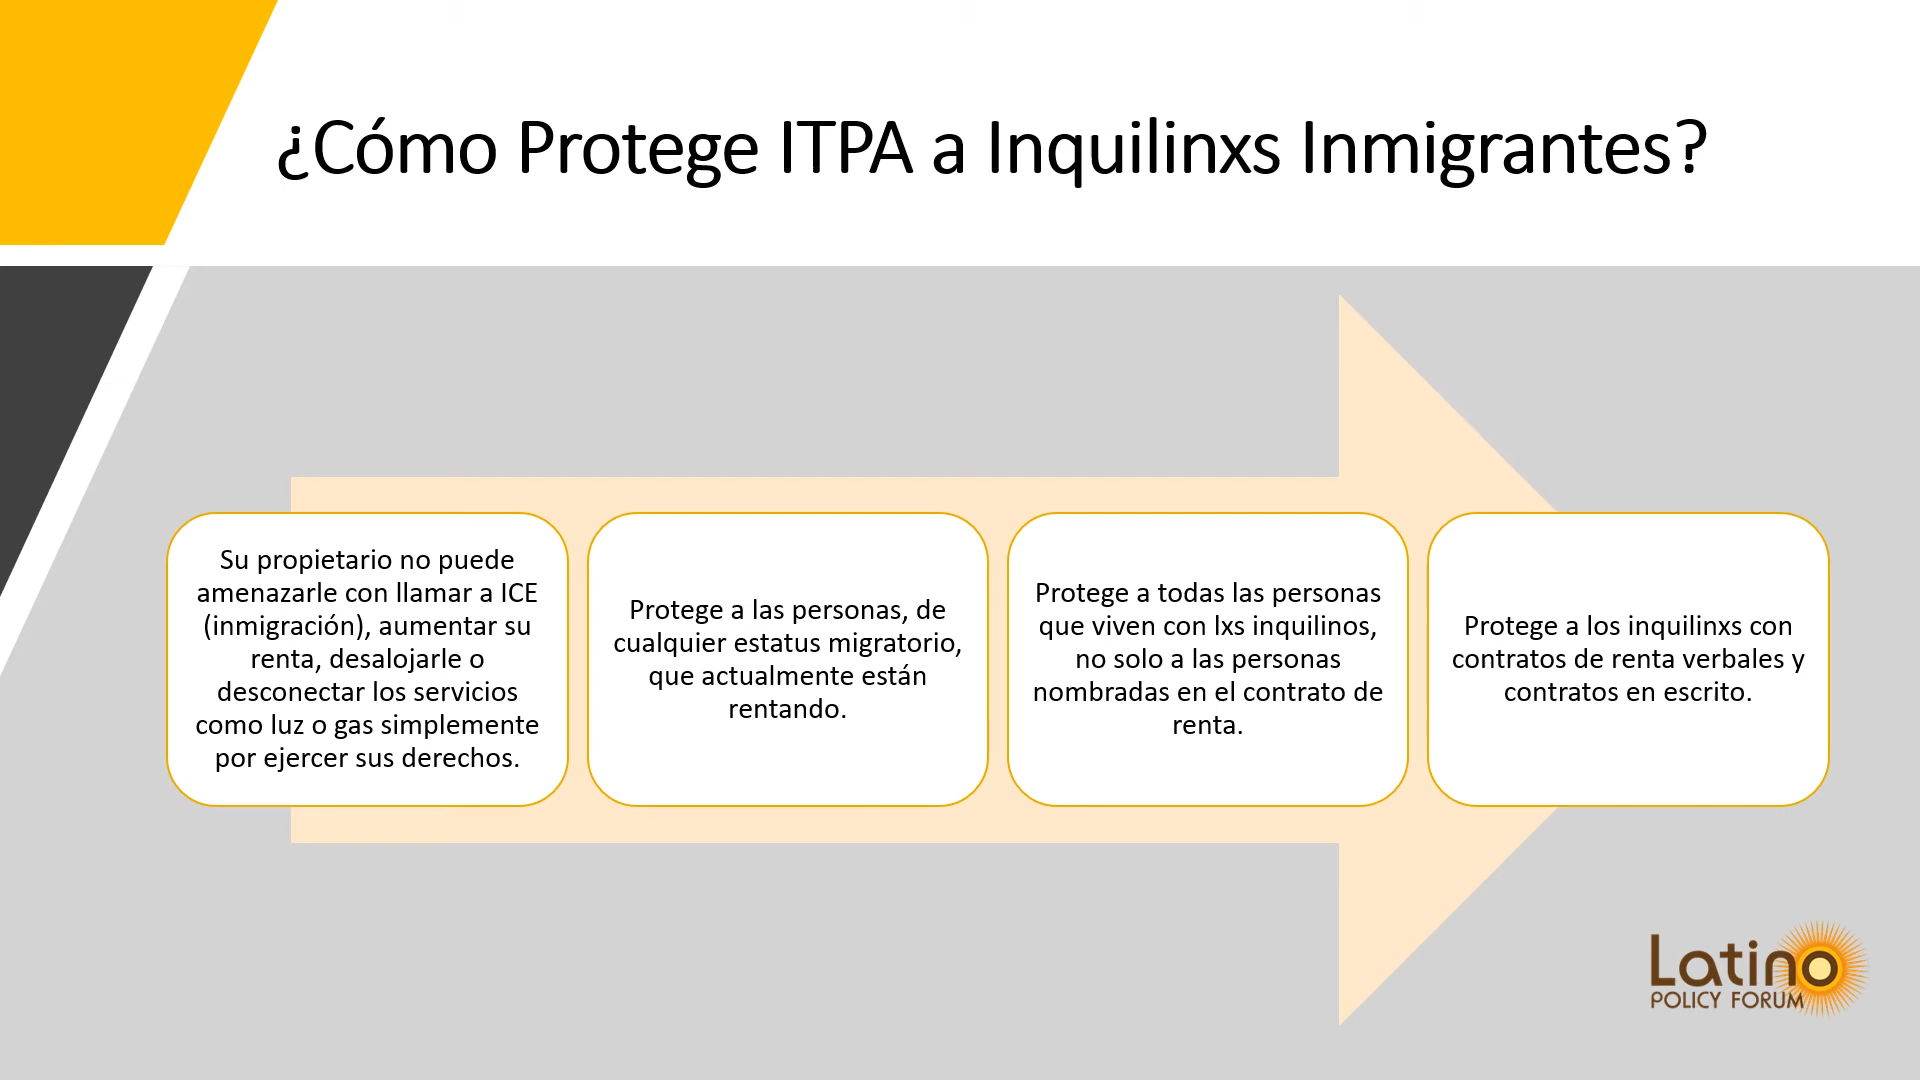 ¿Cómo Protege ITPA a Inquilinxs Inmigrantes?
Su propietario no puede
amenazarle con llamar a ICE
(inmigración), aumentar su
renta, desalojarle o
desconectar los servicios
como luz o gas simplemente
por ejercer sus derechos.
Protege a las personas, de
cualquier estatus migratorio,
que actualmente están
rentando.
Protege a todas las personas
que viven con lxs inquilinos,
no solo a las personas
nombradas en el contrato de
renta.
Protege a los inquilinxs con
contratos de renta verbales y
contratos en escrito.
Latino
POLICY FORUM